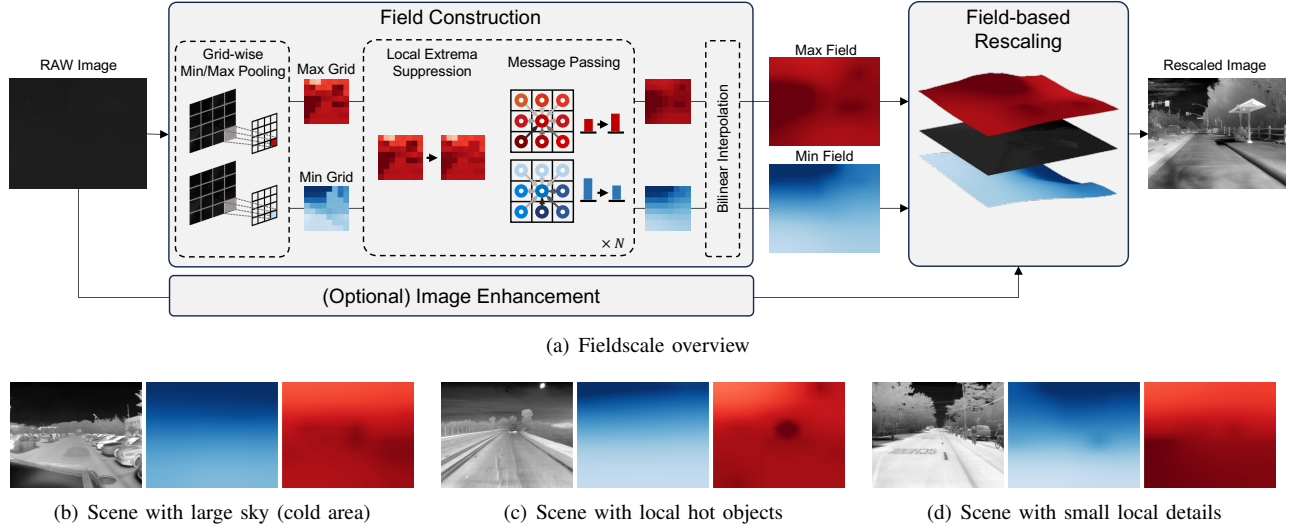 Field Construction
Field-based
Rescaling
RAW Image
Grid-wise
Min/Max Pooling
Max Grid
Local Extrema
Suppression
Message Passing
Max Field
Rescaled Image
Min Grid
Min Field
Bilinear Interpolation
× N
(Optional) Image Enhancement
(a) Fieldscale overview
SCHOOL
(b) Scene with large sky (cold area)
(c) Scene with local hot objects
(d) Scene with small local details